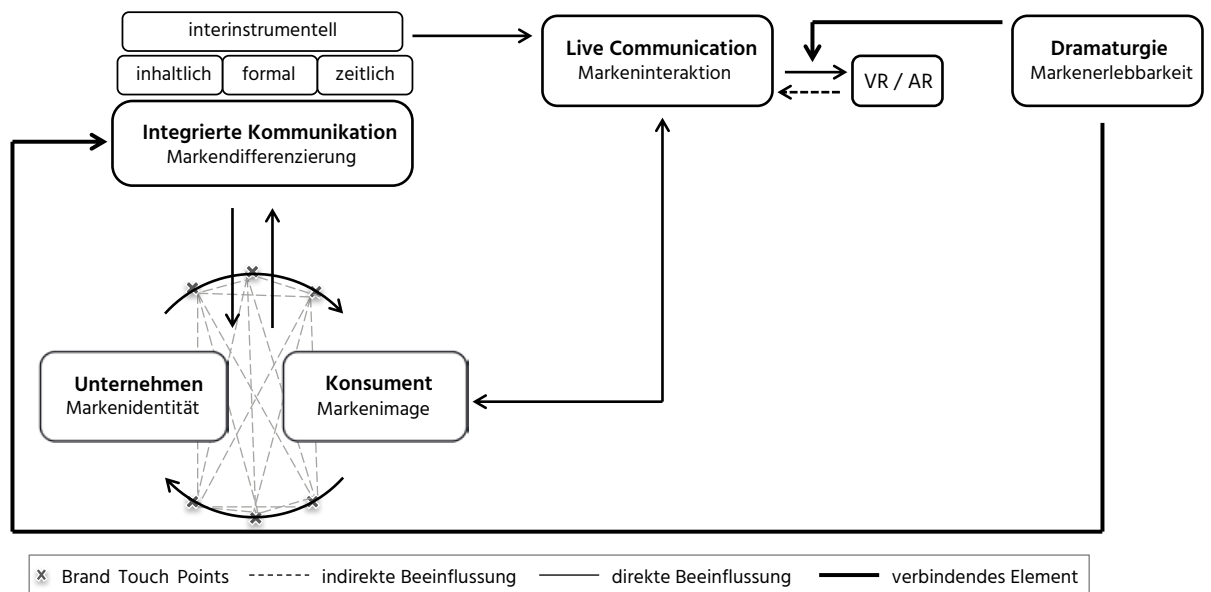 interinstrumentell
inhaltlich formal zeitlich
Integrierte Kommunikation
Markendifferenzierung
Live Communication
Markeninteraktion
VR / AR
Dramaturgie
Markenerlebbarkeit
Unternehmen
Markenidentität
Konsument
Markenimage
Brand Touch Points indirekte Beeinflussung direkte Beeinflussung verbindendes Element